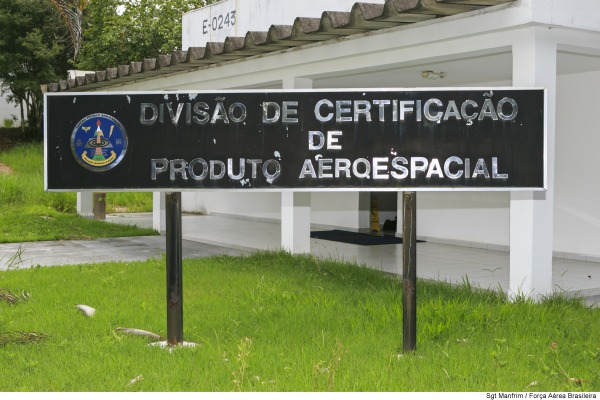 E-0243
DIVISÃO DE CERTIFICAÇÃO
DE
PRODUTO AEROESPACIAL
Sgt Manfrim / Força Aérea Brasileira